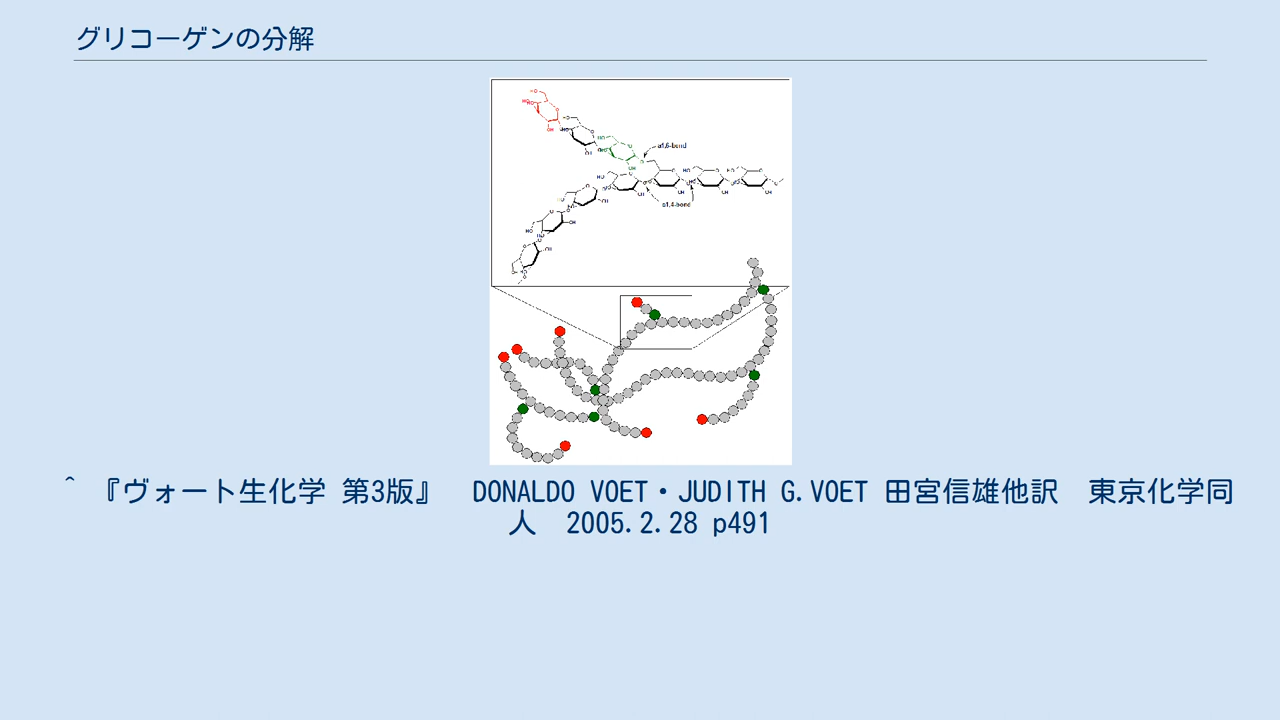 グリコーゲンの分解
α1,6-bond
α1,4-bond
^ 『ヴォート生化学 第3版』　DONALDO VOET・JUDITH G.VOET 田宮信雄他訳　東京化学同
人　2005.2.28 p491